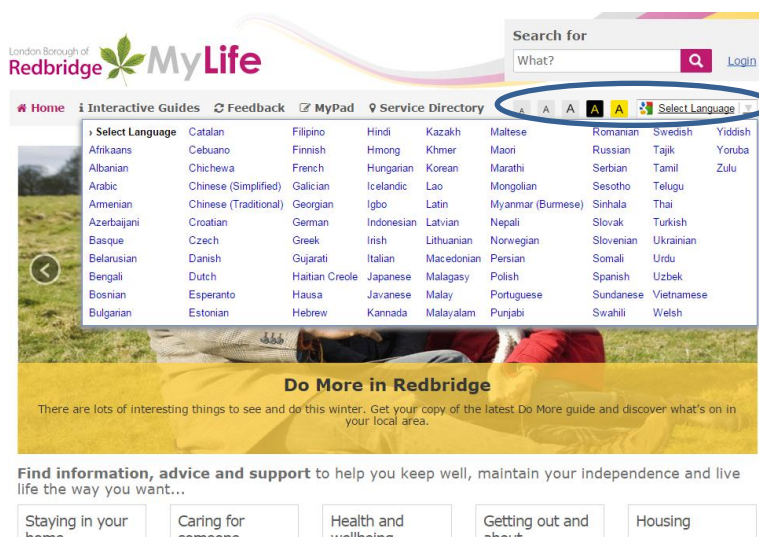 Search for
London Borough of
Redbridge
MyLife
What?
Login
Home
Interactive Guides
Feedback
MyPad
Service Directory
A A A A A
Select Language
› Select Language
Afrikaans
Albanian
Arabic
Armenian
Azerbaijani
Basque
Belarusian
Bengali
Bosnian
Bulgarian
Catalan
Cebuano
Chichewa
Chinese (Simplified)
Chinese (Traditional)
Croatian
Czech
Danish
Dutch
Esperanto
Estonian
Filipino
Finnish
French
Galician
Georgian
German
Greek
Gujarati
Haitian Creole
Hausa
Hebrew
Hindi
Hmong
Hungarian
Icelandic
Igbo
Indonesian
Irish
Italian
Japanese
Javanese
Kannada
Kazakh
Khmer
Korean
Lao
Latin
Latvian
Lithuanian
Macedonian
Malagasy
Malay
Malayalam
Maltese
Maori
Marathi
Mongolian
Myanmar (Burmese)
Nepali
Norwegian
Persian
Polish
Portuguese
Punjabi
Romanian
Russian
Serbian
Sesotho
Sinhala
Slovak
Slovenian
Somali
Spanish
Sundanese
Swahili
Swedish
Tajik
Tamil
Telugu
Thai
Turkish
Ukrainian
Urdu
Uzbek
Vietnamese
Welsh
Yiddish
Yoruba
Zulu
Do More in Redbridge
There are lots of interesting things to see and do this winter. Get your copy of the latest Do More guide and discover what's on in
your local area.
Find information, advice and support to help you keep well, maintain your independence and live
life the way you want...
Staying in your
home
Caring for
someone
Health and
wellbeing
Getting out and
about
Housing